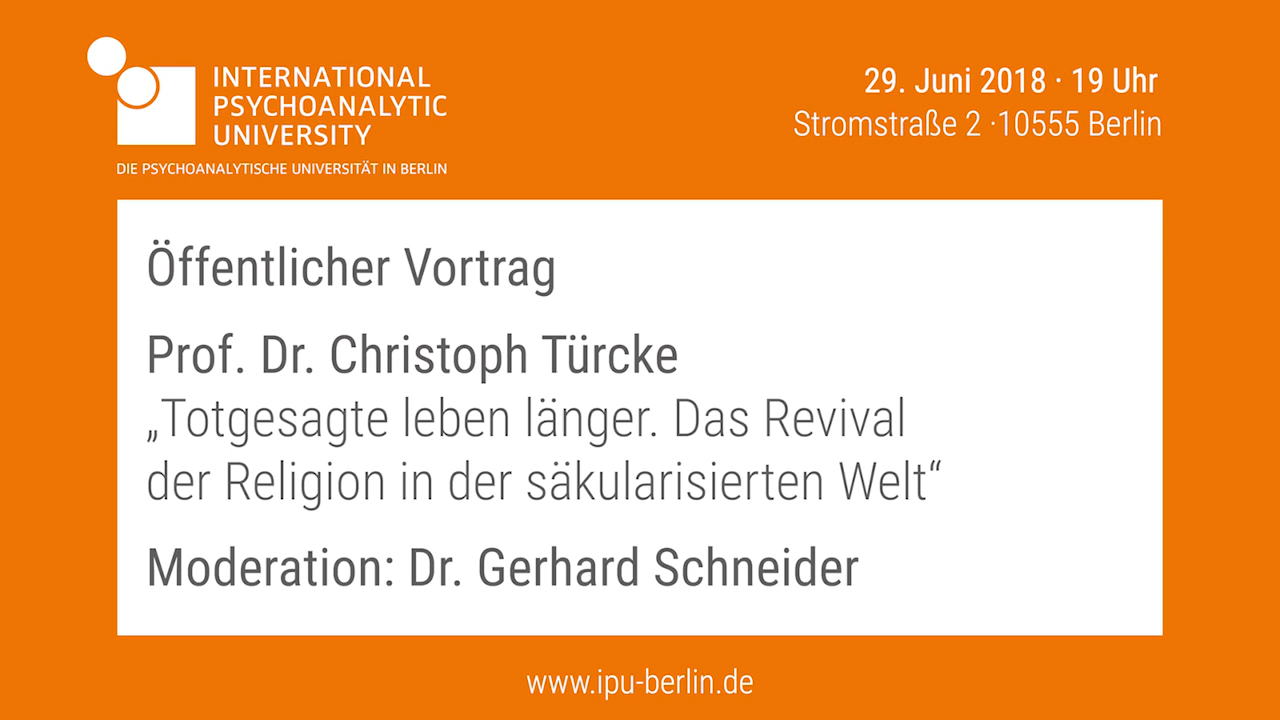 INTERNATIONAL
PSYCHOANALYTIC
UNIVERSITY
DIE PSYCHOANALYTISCHE UNIVERSITÄT IN BERLIN
29. Juni 2018 · 19 Uhr
Stromstraße 2 ·10555 Berlin
Öffentlicher Vortrag
Prof. Dr. Christoph Türcke
„Totgesagte leben länger. Das Revival
der Religion in der säkularisierten Welt“
Moderation: Dr. Gerhard Schneider
www.ipu-berlin.de